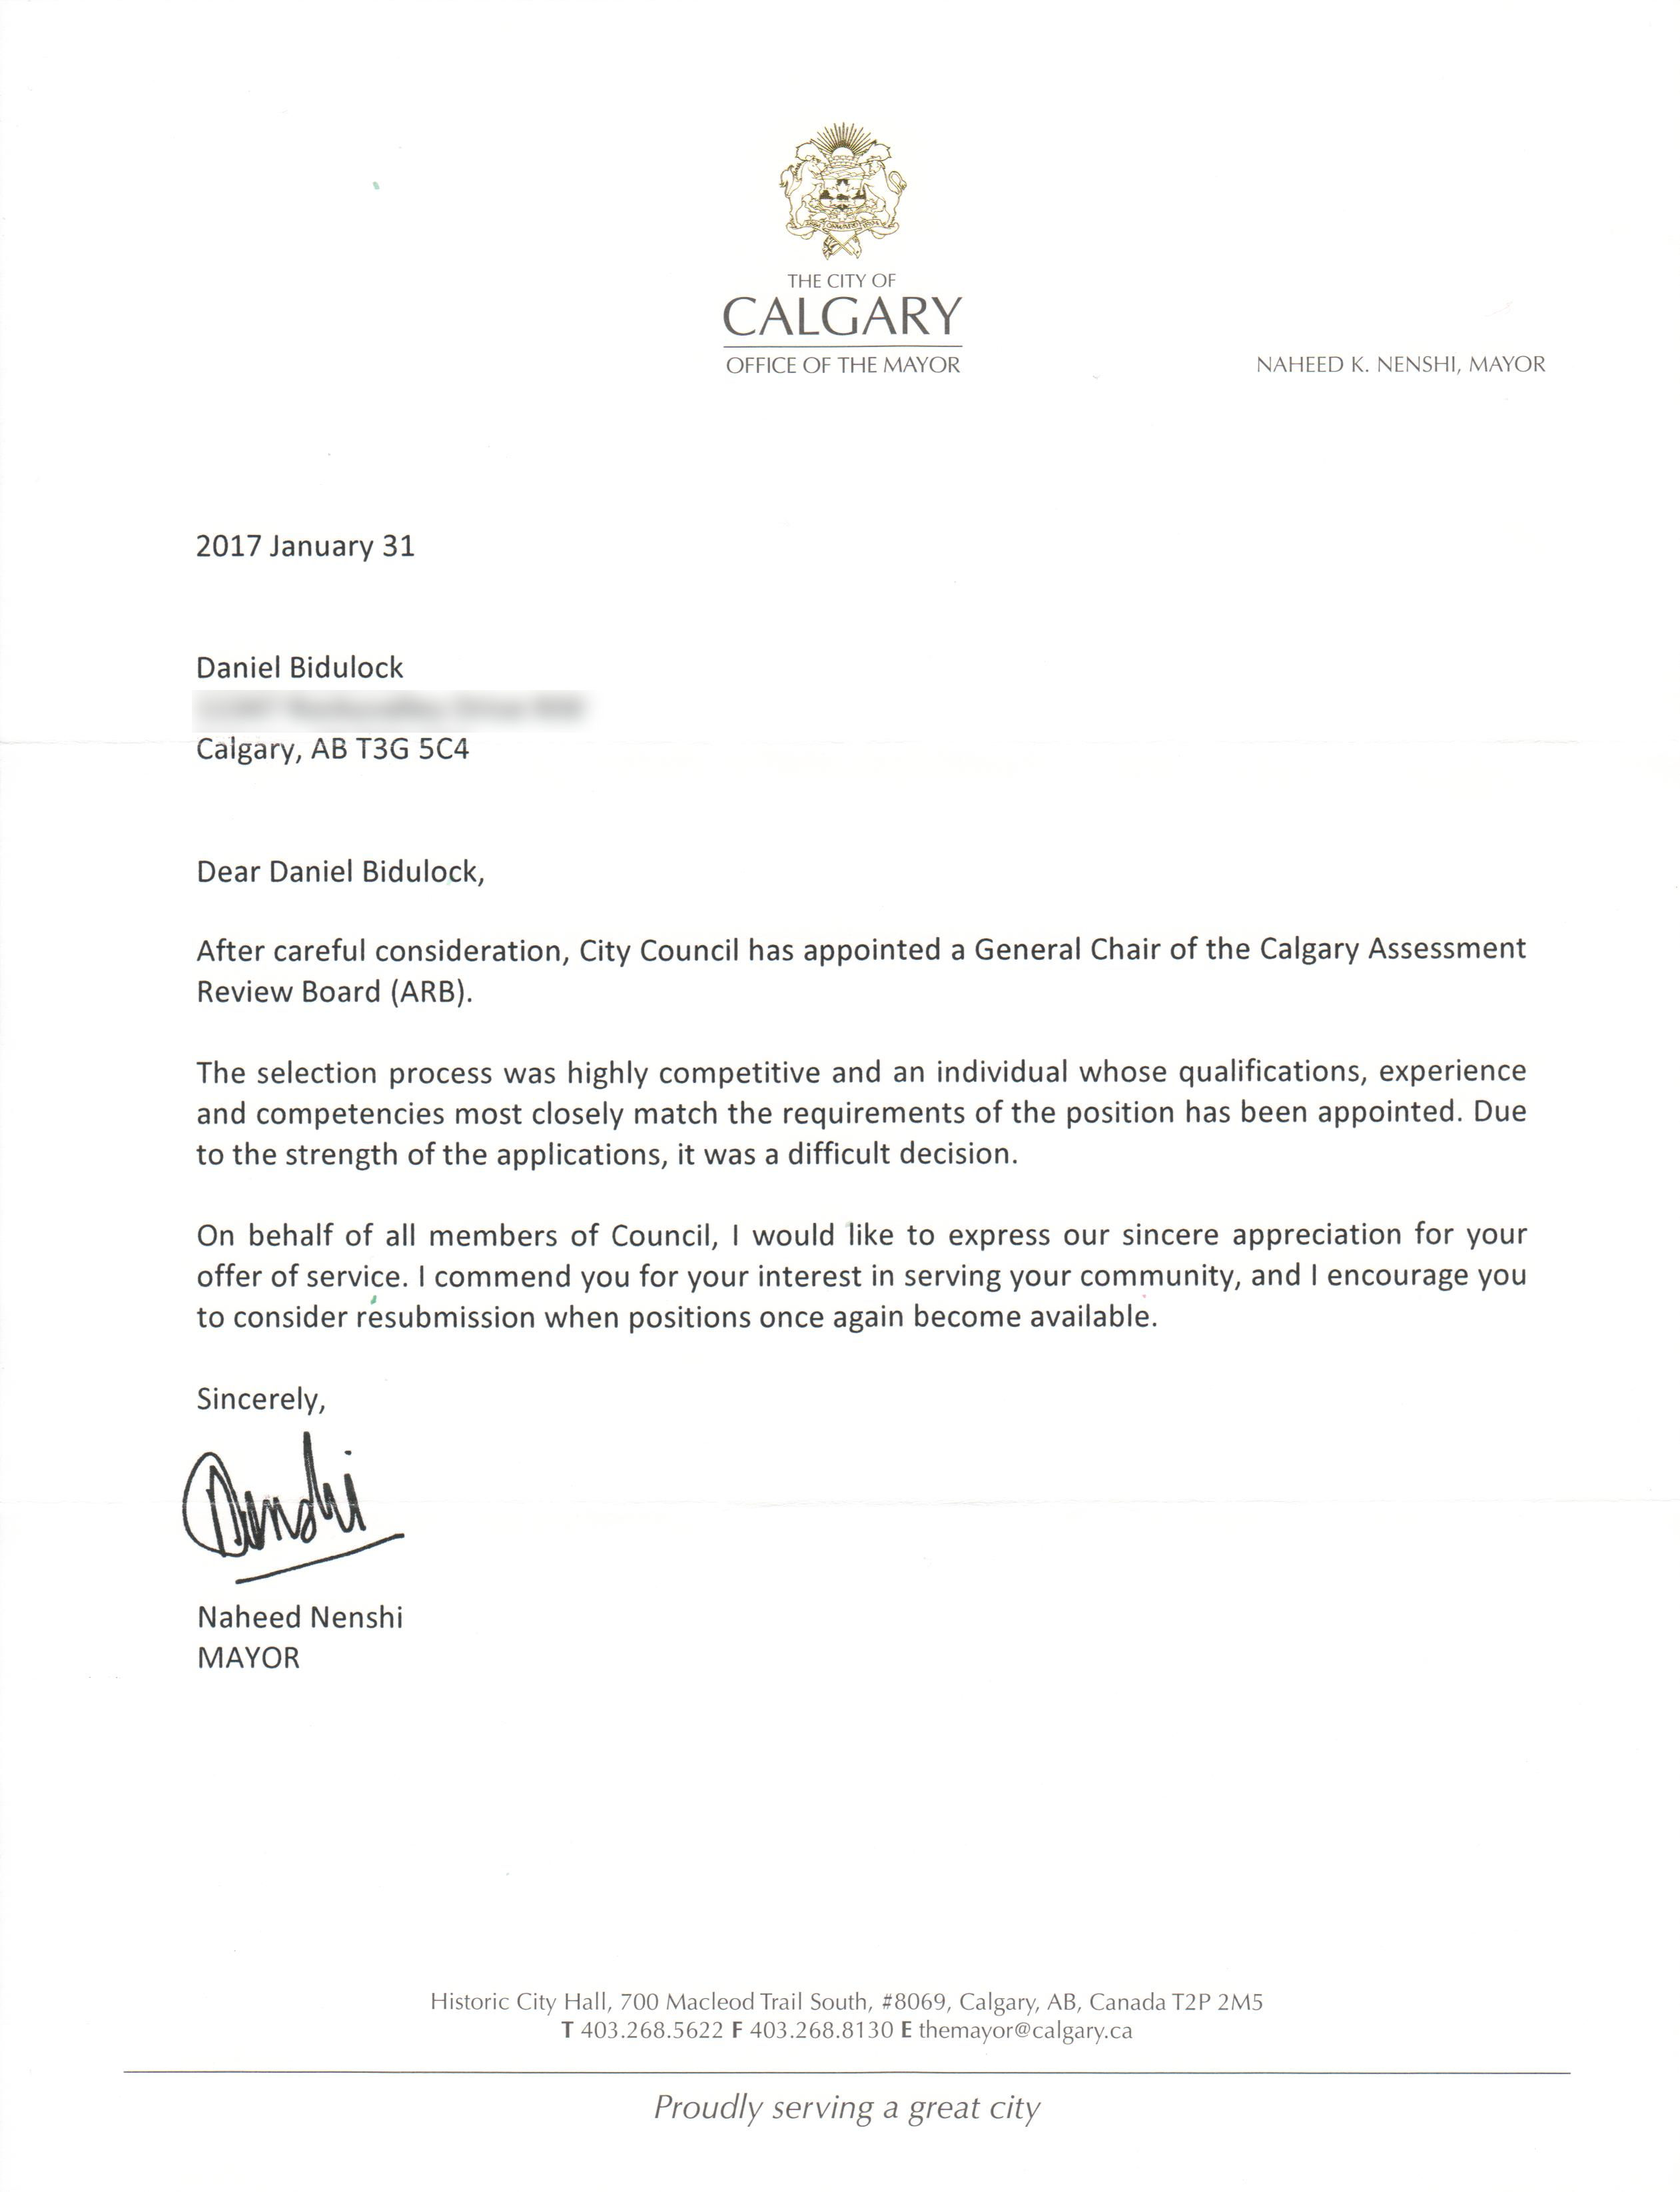 THE CITY OF
CALGARY
OFFICE OF THE MAYOR
NAHEED K. NENSHI, MAYOR
2017 January 31
Daniel Bidulock
Calgary, AB T3G 5C4
Dear Daniel Bidulock,
After careful consideration, City Council has appointed a General Chair of the Calgary Assessment
Review Board (ARB).
The selection process was highly competitive and an individual whose qualifications, experience
and competencies most closely match the requirements of the position has been appointed. Due
to the strength of the applications, it was a difficult decision.
On behalf of all members of Council, I would like to express our sincere appreciation for your
offer of service. I commend you for your interest in serving your community, and I encourage you
to consider resubmission when positions once again become available.
Sincerely,
Nenshi
Naheed Nenshi
MAYOR
Historic City Hall, 700 Macleod Trail South, #8069, Calgary, AB, Canada T2P 2M5
T 403.268.5622 F 403.268.8130 E themayor@calgary.ca
Proudly serving a great city